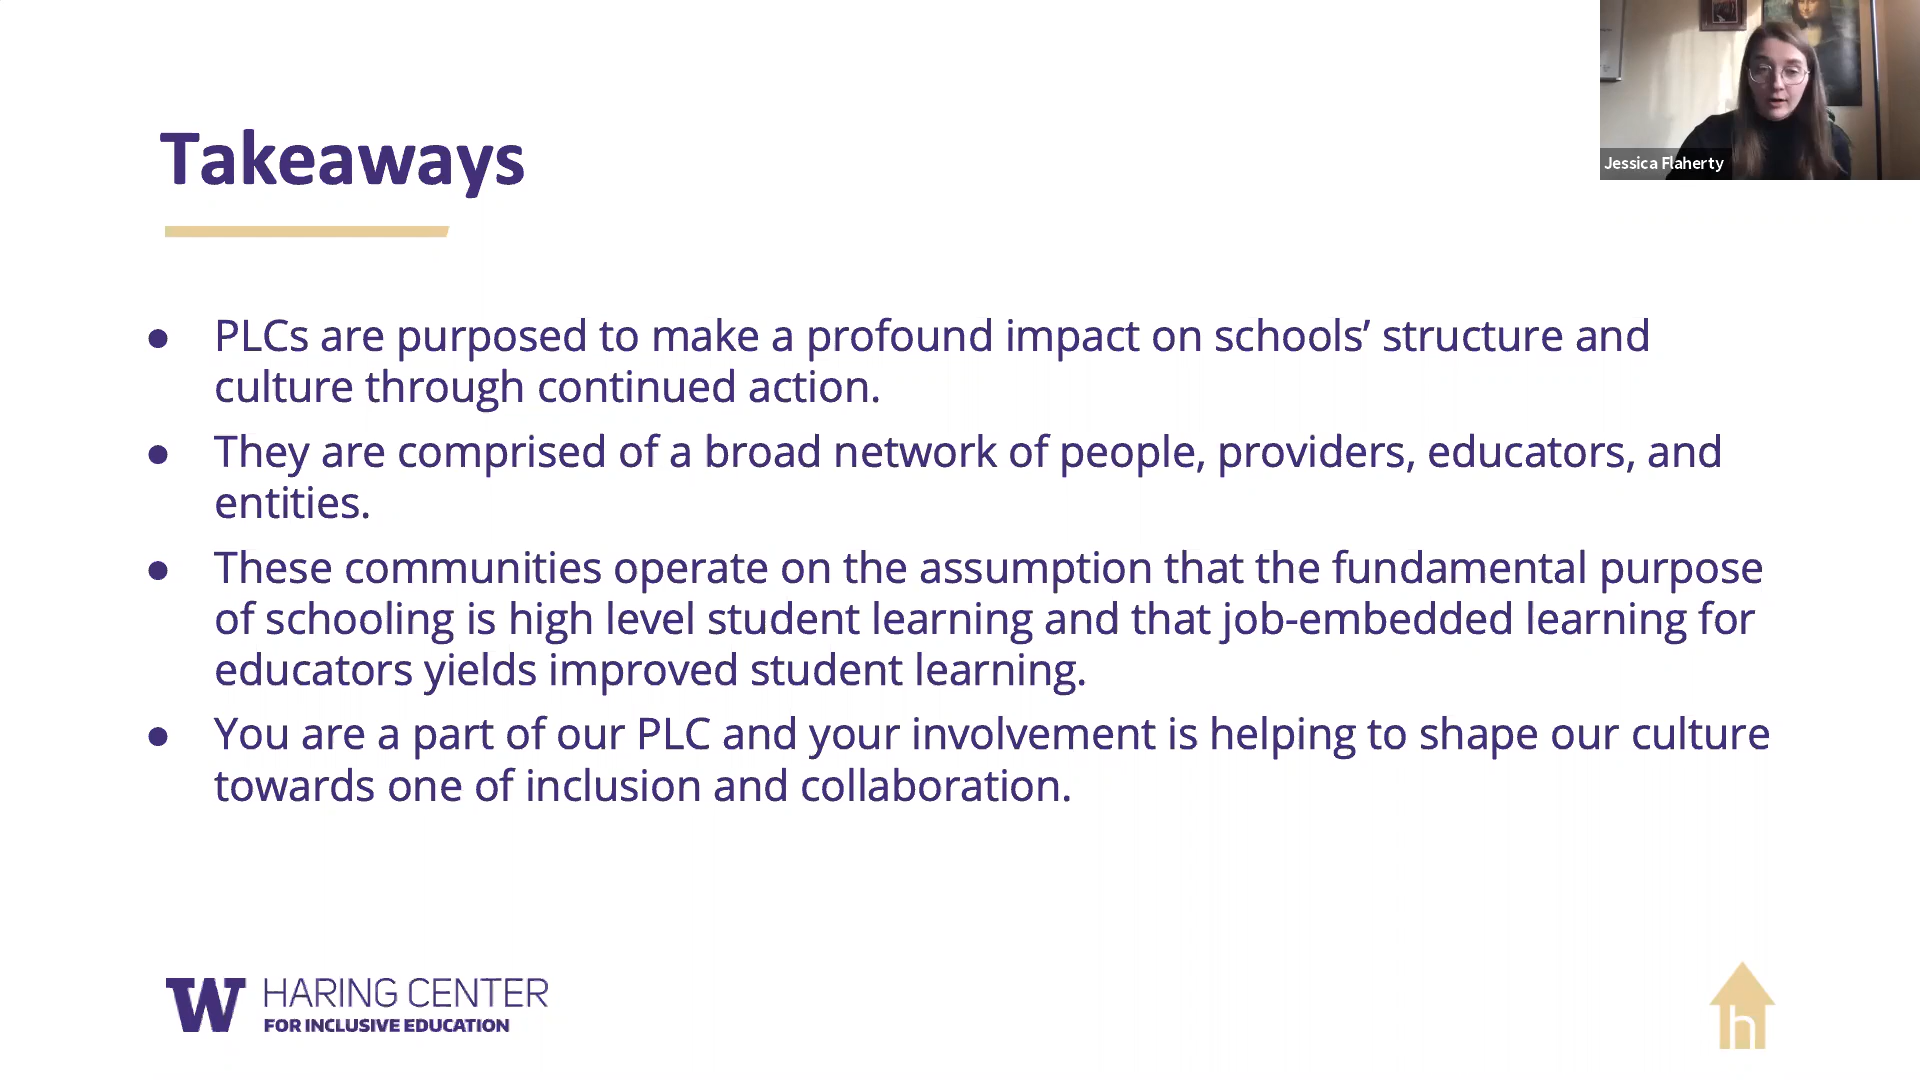 Takeaways
Jessica Flaherty
● PLCs are purposed to make a profound impact on schools’ structure and
culture through continued action.
● They are comprised of a broad network of people, providers, educators, and
entities.
● These communities operate on the assumption that the fundamental purpose
of schooling is high level student learning and that job-embedded learning for
educators yields improved student learning.
● You are a part of our PLC and your involvement is helping to shape our culture
towards one of inclusion and collaboration.
W HARING CENTER
FOR INCLUSIVE EDUCATION
h